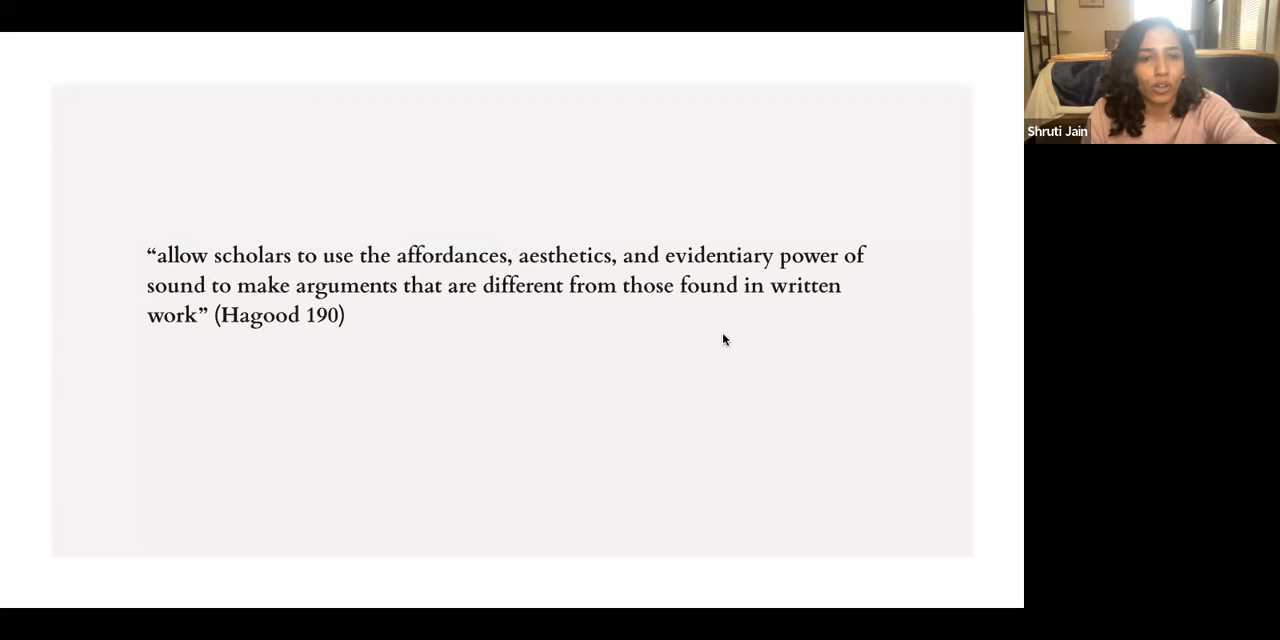 “allow scholars to use the affordances, aesthetics, and evidentiary power of
sound to make arguments that are different from those found in written
work” (Hagood 190)
Shruti Jain